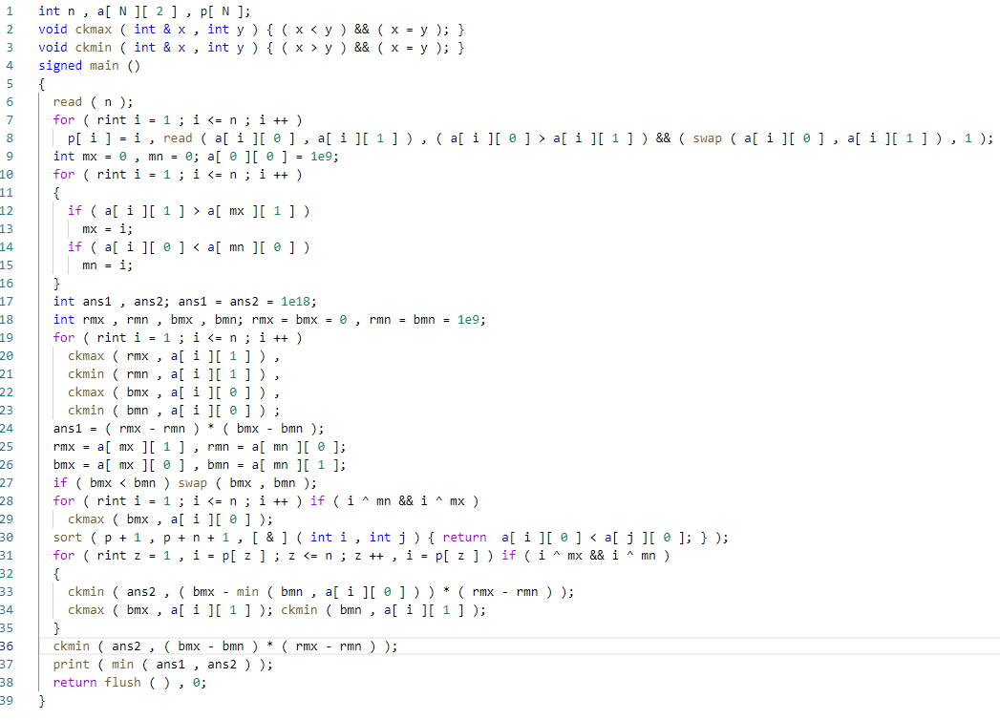 1 int n , a[ N ][ 2 ] , p[ N ];
2 void ckmax ( int & x , int y ) { ( x < y ) && ( x = y ); }
3 void ckmin ( int & x , int y ) { ( x > y ) && ( x = y ); }
4 signed main ()
5 {
6 read ( n );
7 for ( rint i = 1 ; i <= n ; i ++ )
8 p[ i ] = i , read ( a[ i ][ 0 ] , a[ i ][ 1 ] ) , ( a[ i ][ 0 ] > a[ i ][ 1 ] ) && ( swap ( a[ i ][ 0 ] , a[ i ][ 1 ] ) , 1 );
9 int mx = 0 , mn = 0; a[ 0 ][ 0 ] = 1e9;
10 for ( rint i = 1 ; i <= n ; i ++ )
11 {
12 if ( a[ i ][ 1 ] > a[ mx ][ 1 ] )
13 mx = i;
14 if ( a[ i ][ 0 ] < a[ mn ][ 0 ] )
15 mn = i;
16 }
17 int ans1 , ans2; ans1 = ans2 = 1e18;
18 int rmx , rmn , bmx , bmn; rmx = bmx = 0 , rmn = bmn = 1e9;
19 for ( rint i = 1 ; i <= n ; i ++ )
20 ckmax ( rmx , a[ i ][ 1 ] ) ,
21 ckmin ( rmn , a[ i ][ 1 ] ) ,
22 ckmax ( bmx , a[ i ][ 0 ] ) ,
23 ckmin ( bmn , a[ i ][ 0 ] ) ;
24 ans1 = ( rmx - rmn ) * ( bmx - bmn );
25 rmx = a[ mx ][ 1 ] , rmn = a[ mn ][ 0 ];
26 bmx = a[ mx ][ 0 ] , bmn = a[ mn ][ 1 ];
27 if ( bmx < bmn ) swap ( bmx , bmn );
28 for ( rint i = 1 ; i <= n ; i ++ ) if ( i ^ mn && i ^ mx )
29 ckmax ( bmx , a[ i ][ 0 ] );
30 sort ( p + 1 , p + n + 1 , [ & ] ( int i , int j ) { return a[ i ][ 0 ] < a[ j ][ 0 ]; } );
31 for ( rint z = 1 , i = p[ z ] ; z <= n ; z ++ , i = p[ z ] ) if ( i ^ mx && i ^ mn )
32 {
33 ckmin ( ans2 , ( bmx - min ( bmn , a[ i ][ 0 ] ) ) * ( rmx - rmn ) );
34 ckmax ( bmx , a[ i ][ 1 ] ); ckmin ( bmn , a[ i ][ 1 ] );
35 }
36 ckmin ( ans2 , ( bmx - bmn ) * ( rmx - rmn ) );
37 print ( min ( ans1 , ans2 ) );
38 return flush ( ) , 0;
39 }